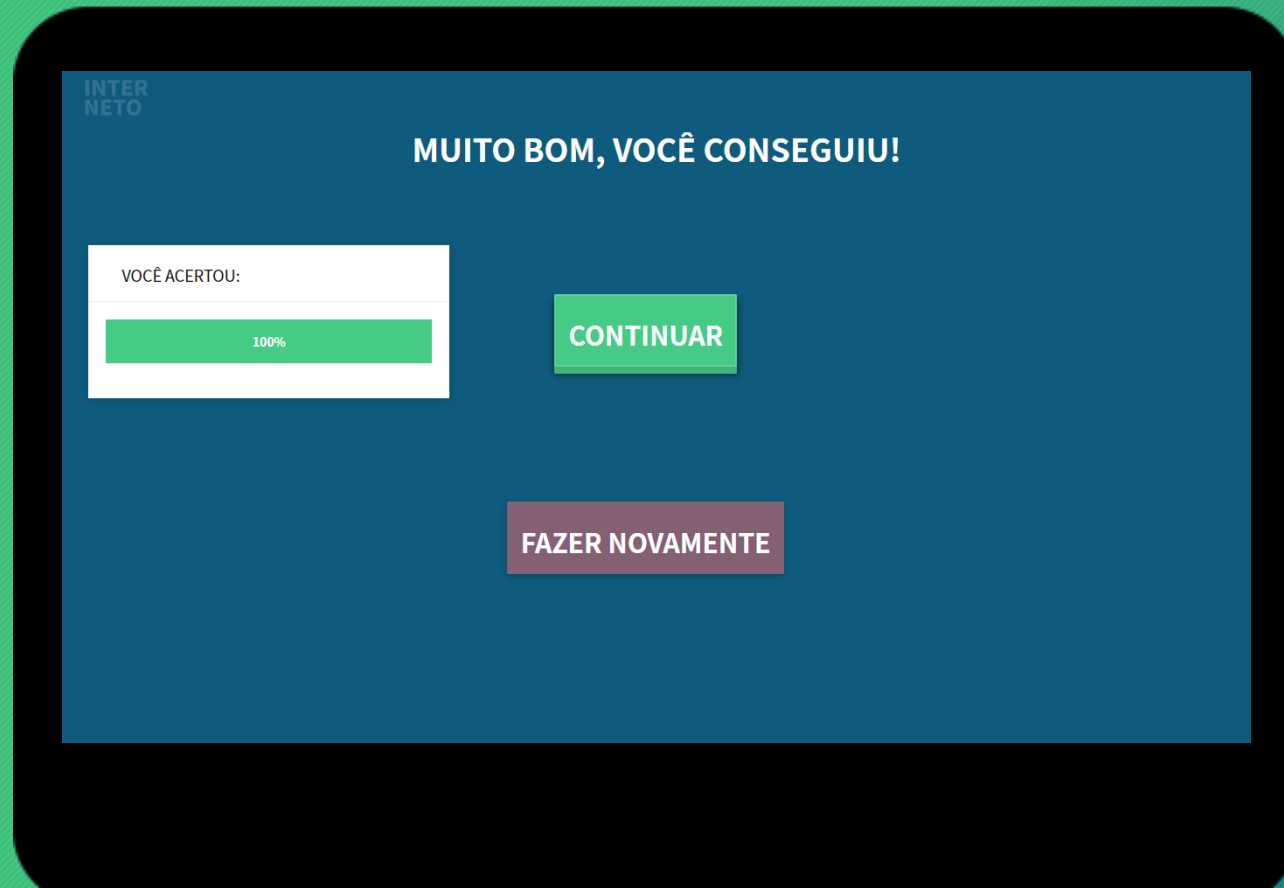 INTER
NETO
MUITO BOM, VOCÊ CONSEGUIU!
VOCÊ ACERTOU:
100%
CONTINUAR
FAZER NOVAMENTE